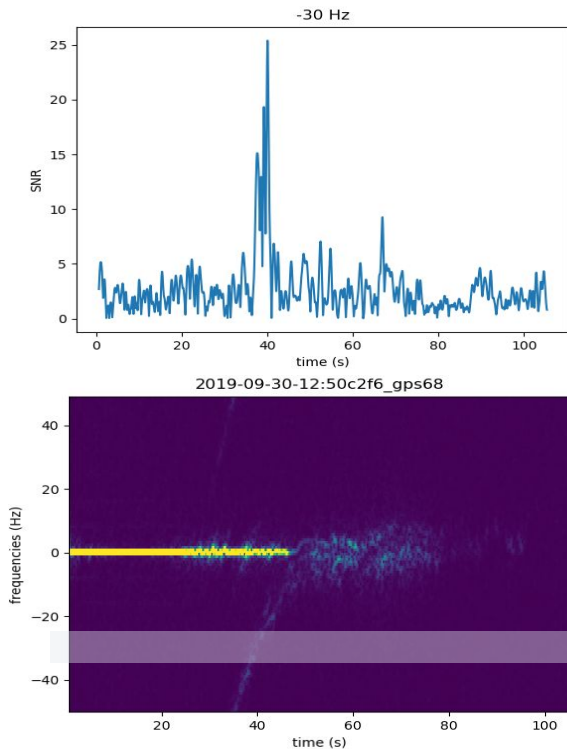 -30 Hz
25
20
15
10
5
0
SNR
0 20 40 60 80 100
time (s)
2019-09-30-12:50c2f6_gps68
40
20
0
−20
−40
frequencies (Hz)
20 40 60 80 100
time (s)